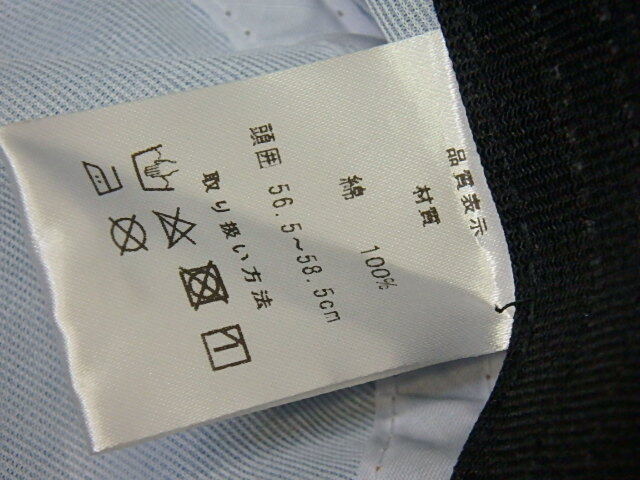 品質表示
材質
綿 100%
頭囲 56.5~58.5cm
取り扱い方法